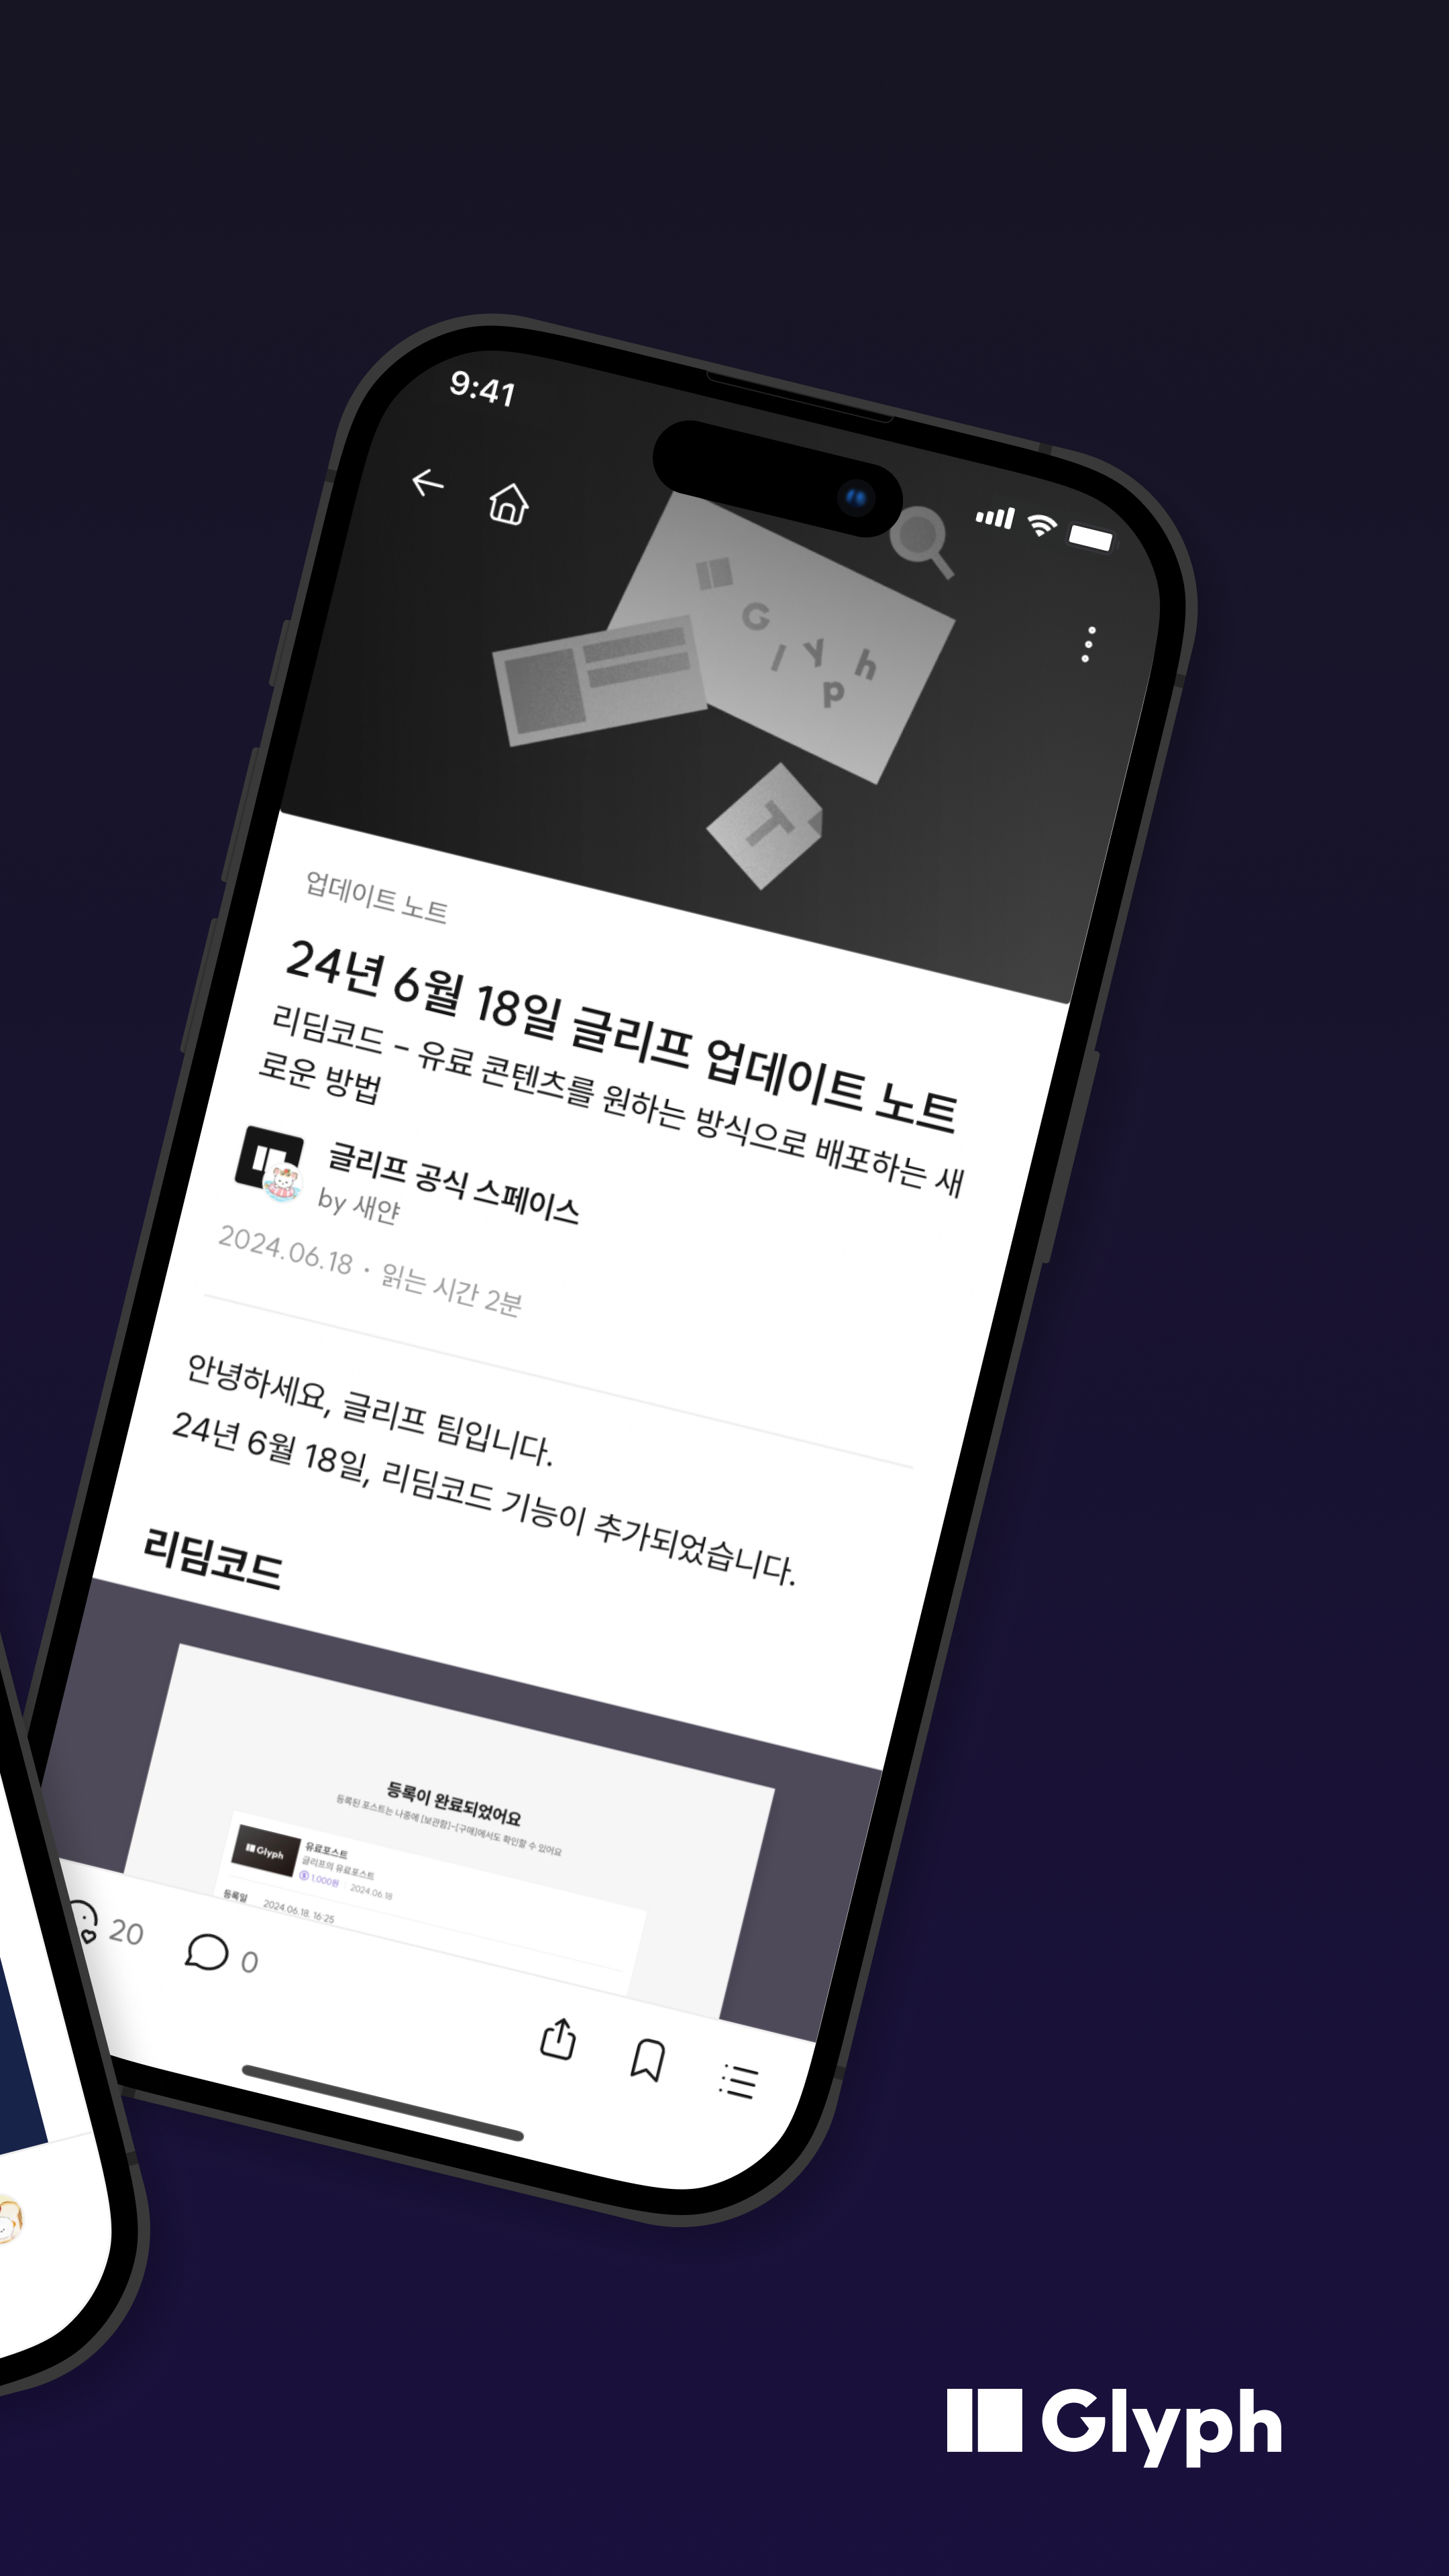 9:41
Glyph
T
업데이트 노트
24년 6월 18일 글리프 업데이트 노트
리딤코드 - 유료 콘텐츠를 원하는 방식으로 배포하는 새
로운 방법
글리프 공식 스페이스
by 새얀
2024.06.18 · 읽는 시간 2분
안녕하세요, 글리프 팀입니다.
24년 6월 18일, 리딤코드 기능이 추가되었습니다.
리딤코드
등록이 완료되었어요
등록된 포스트는 나중에 [보관함]-[구매]에서도 확인할 수 있어요
Glyph
유료포스트
글리프의 유료포스트
1,000원 2024.06.18
등록일 2024.06.18. 16:25
20 0
Glyph